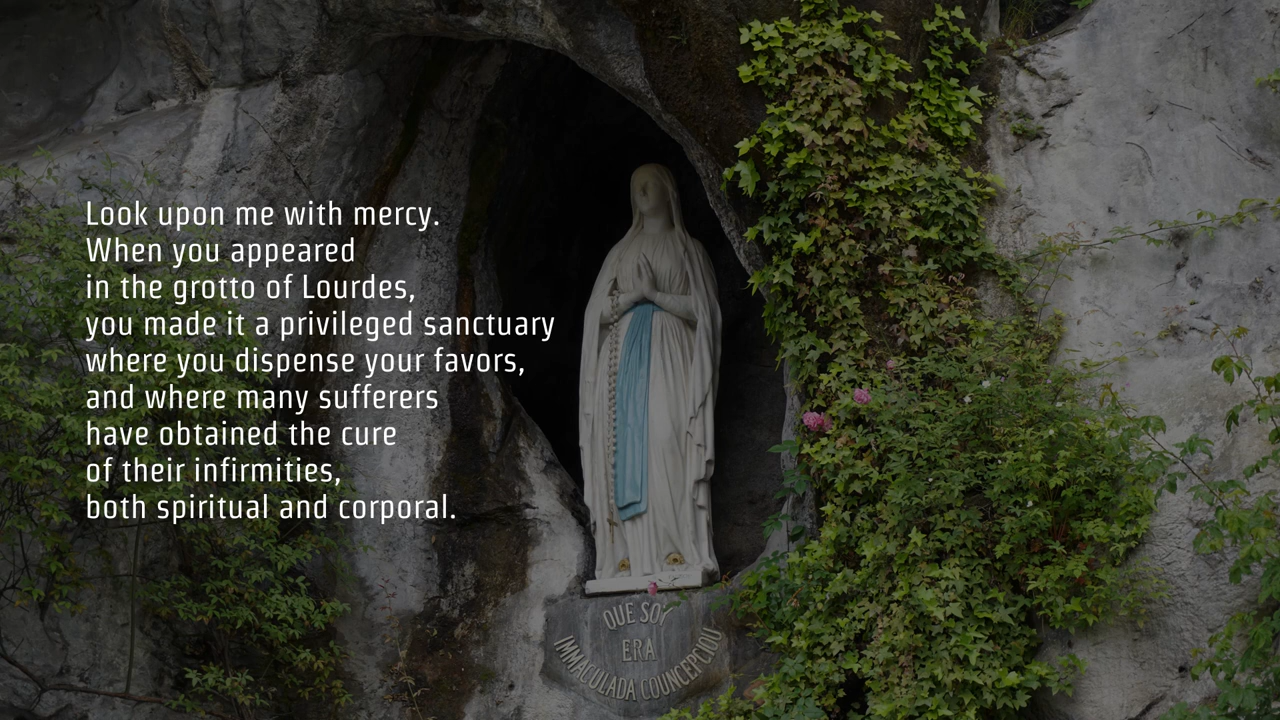 Look upon me with mercy.
When you appeared
in the grotto of Lourdes,
you made it a privileged sanctuary
where you dispense your favors,
and where many sufferers
have obtained the cure
of their infirmities,
both spiritual and corporal.
QUE SOY
ERA
IMMACULADA COUNCEPCIOU